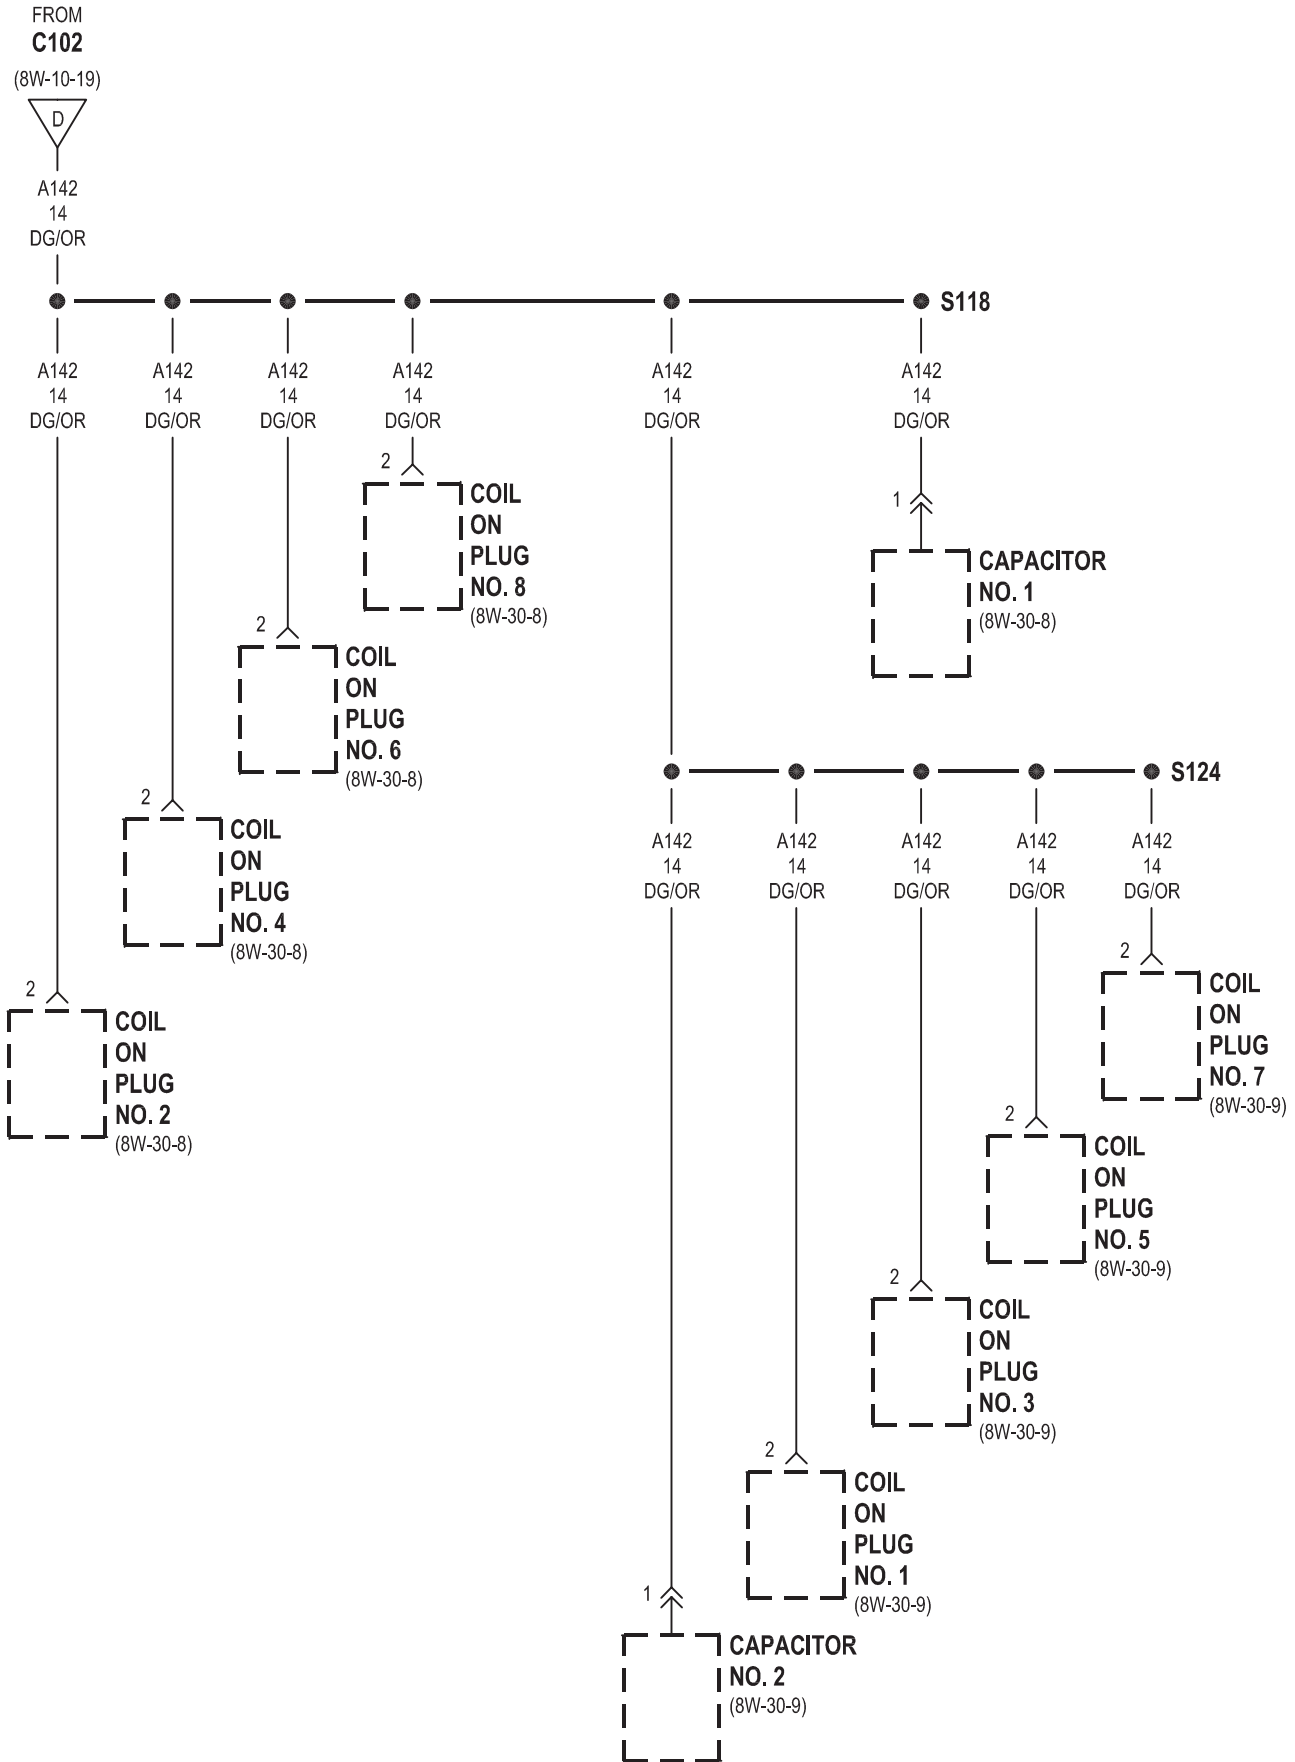 FROM
C102
(8W-10-19)
D
A142
14
DG/OR
S118
A142
14
DG/OR
A142
14
DG/OR
A142
14
DG/OR
A142
14
DG/OR
A142
14
DG/OR
A142
14
DG/OR
2
COIL
ON
PLUG
NO. 8
(8W-30-8)
1
CAPACITOR
NO. 1
(8W-30-8)
2
COIL
ON
PLUG
NO. 6
(8W-30-8)
2
COIL
ON
PLUG
NO. 4
(8W-30-8)
2
COIL
ON
PLUG
NO. 2
(8W-30-8)
S124
A142
14
DG/OR
A142
14
DG/OR
A142
14
DG/OR
A142
14
DG/OR
A142
14
DG/OR
2
COIL
ON
PLUG
NO. 7
(8W-30-9)
2
COIL
ON
PLUG
NO. 5
(8W-30-9)
2
COIL
ON
PLUG
NO. 3
(8W-30-9)
2
COIL
ON
PLUG
NO. 1
(8W-30-9)
1
CAPACITOR
NO. 2
(8W-30-9)